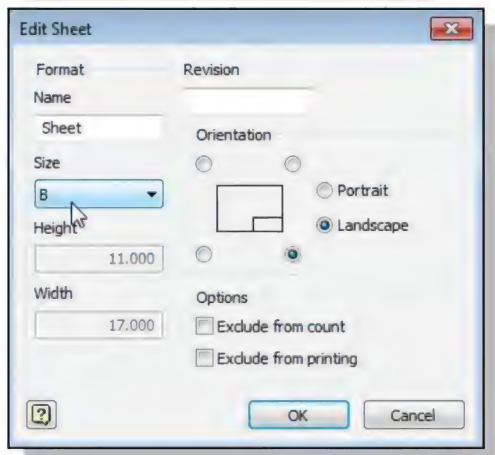 Edit Sheet
Format
Revision
Name
Sheet
Orientation
Size
B
Portrait
Landscape
Height
11.000
Width
17.000
Options
Exclude from count
Exclude from printing
OK
Cancel